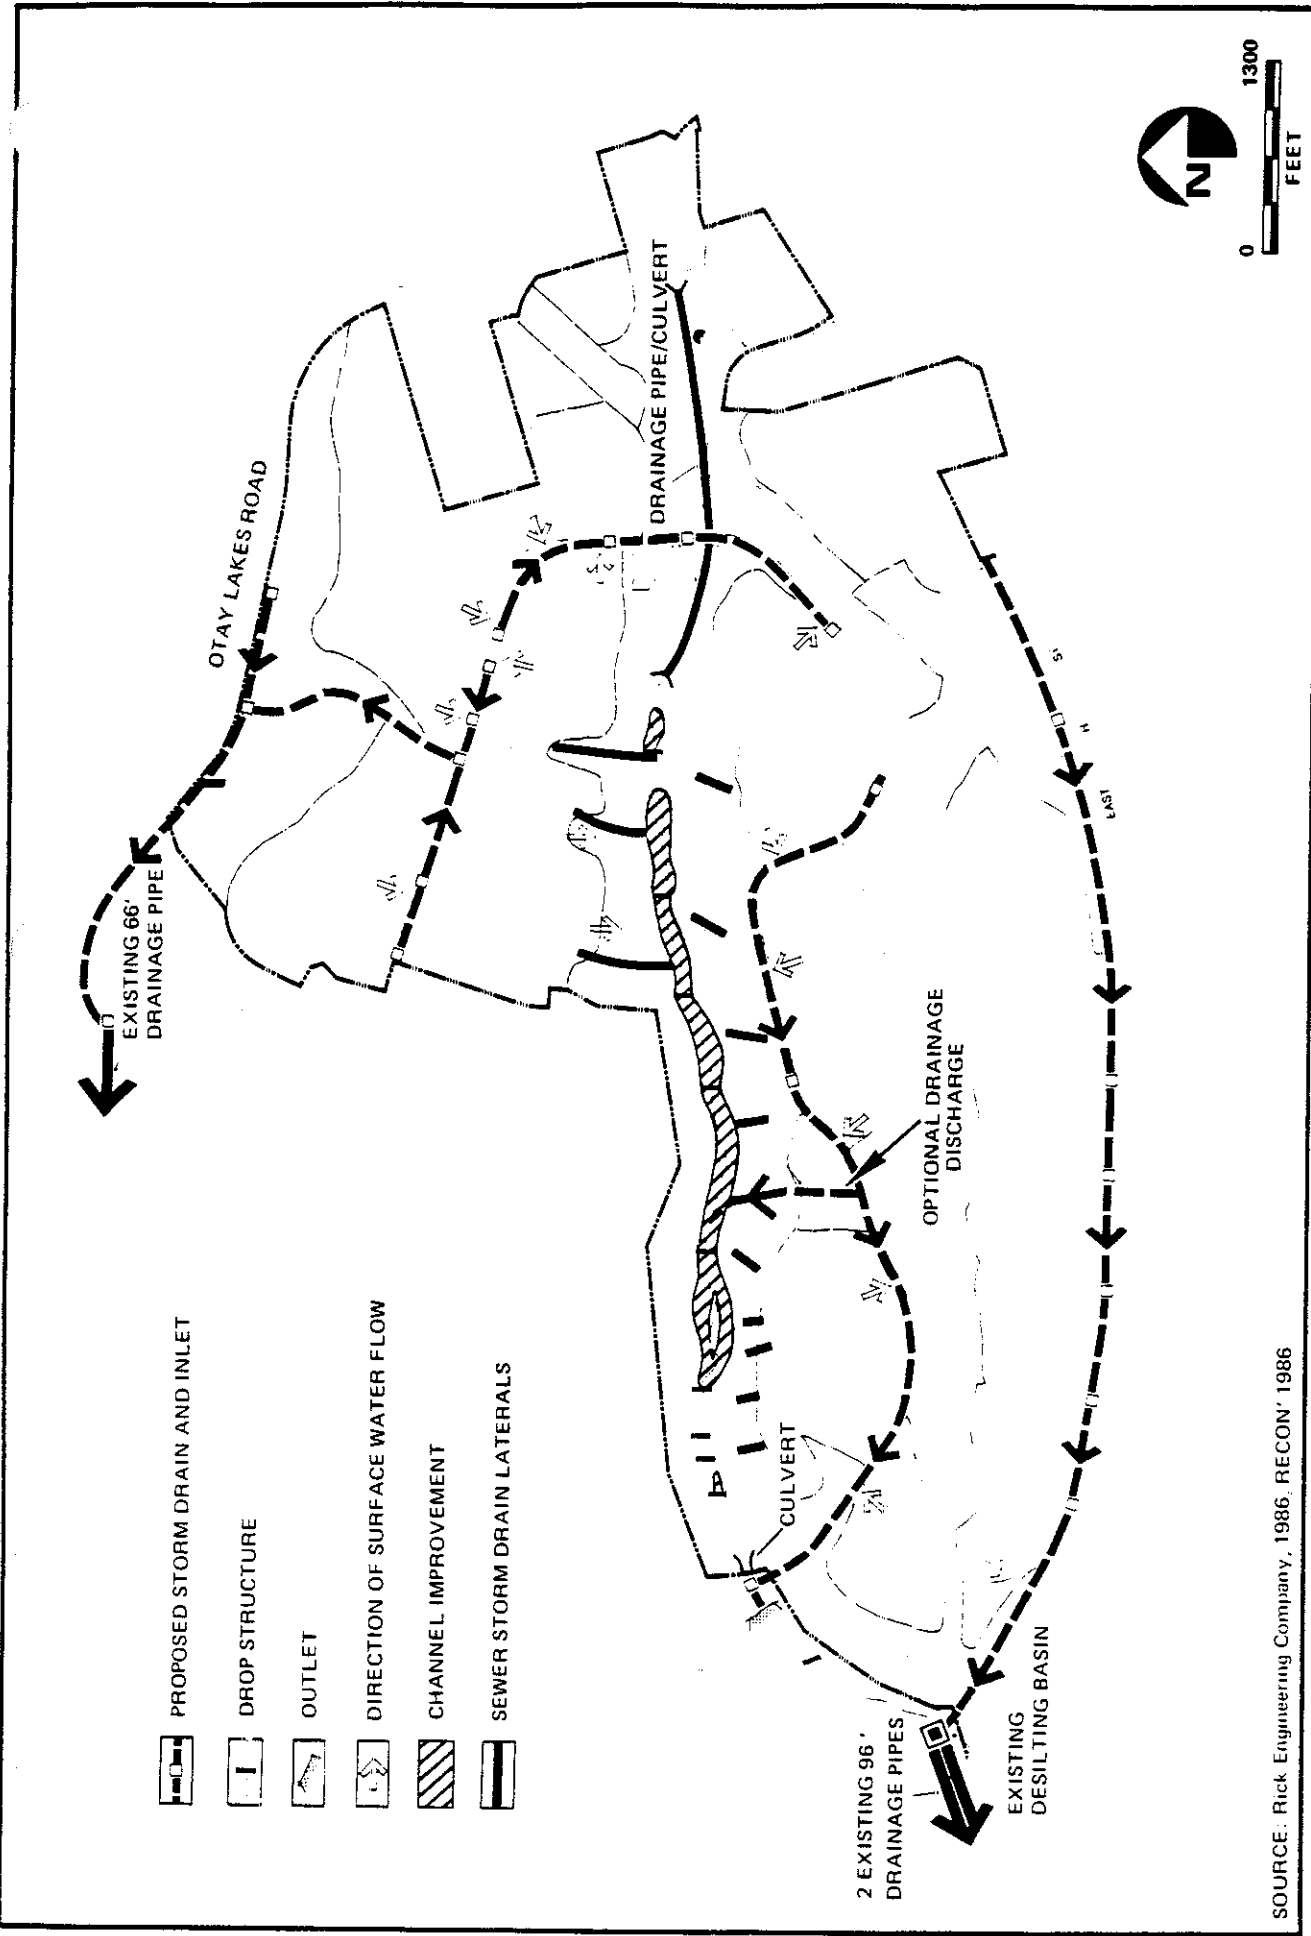 PROPOSED STORM DRAIN AND INLET
DROP STRUCTURE
OUTLET
DIRECTION OF SURFACE WATER FLOW
CHANNEL IMPROVEMENT
SEWER STORM DRAIN LATERALS
EXISTING 66'
DRAINAGE PIPE
OTAY LAKES ROAD
DRAINAGE PIPE/CULVERT
CULVERT
OPTIONAL DRAINAGE
DISCHARGE
2 EXISTING 96'
DRAINAGE PIPES
EXISTING
DESILTING BASIN
EAST
H
ST
N
0
1300
FEET
SOURCE: Rick Engineering Company, 1986, RECON' 1986